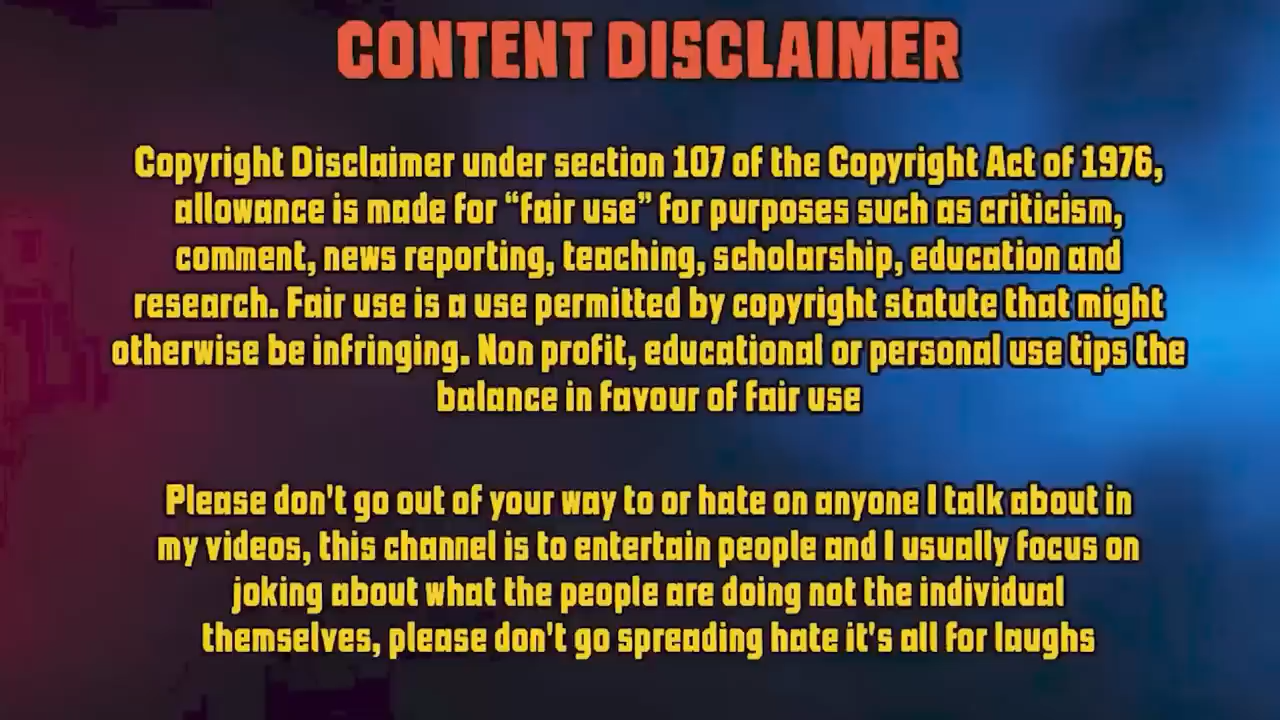 CONTENT DISCLAIMER
Copyright Disclaimer under section 107 of the Copyright Act of 1976,
allowance is made for “fair use” for purposes such as criticism,
comment, news reporting, teaching, scholarship, education and
research. Fair use is a use permitted by copyright statute that might
otherwise be infringing. Non profit, educational or personal use tips the
balance in favour of fair use
Please don't go out of your way to or hate on anyone I talk about in
my videos, this channel is to entertain people and I usually focus on
joking about what the people are doing not the individual
themselves, please don't go spreading hate it's all for laughs